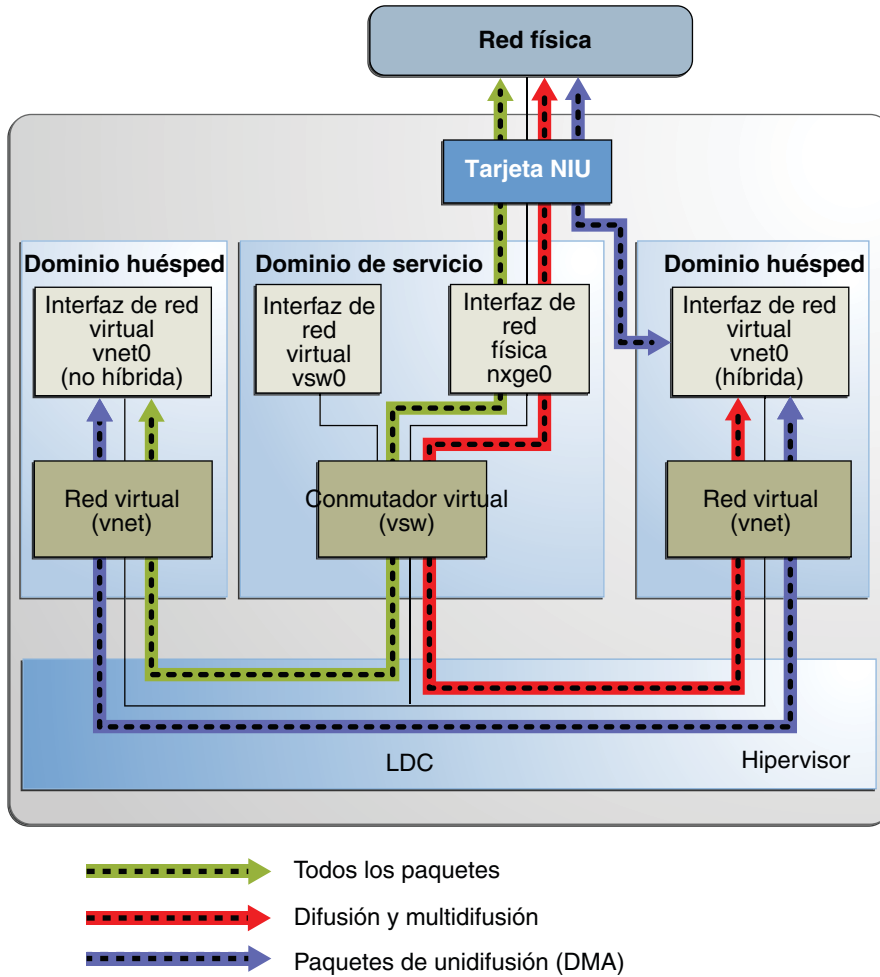 Red física
Tarjeta NIU
Dominio huésped
Interfaz de red
virtual
vnet0
(no híbrida)
Red virtual
(vnet)
Dominio de servicio
Interfaz de
red
virtual
vsw0
Interfaz de
red
física
nxge0
Conmutador virtual
(vsw)
Dominio huésped
Interfaz de red
virtual
vnet0
(híbrida)
Red virtual
(vnet)
LDC
Hipervisor
Todos los paquetes
Difusión y multidifusión
Paquetes de unidifusión (DMA)